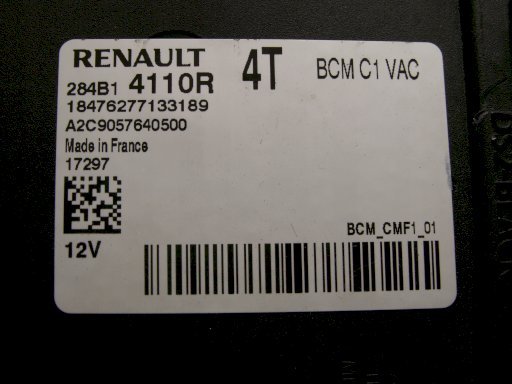 RENAULT 4T BCM C1 VAC
284B1 4110R
18476277133189
A2C9057640500
Made in France
17297
BCM_CMF1_01
12V